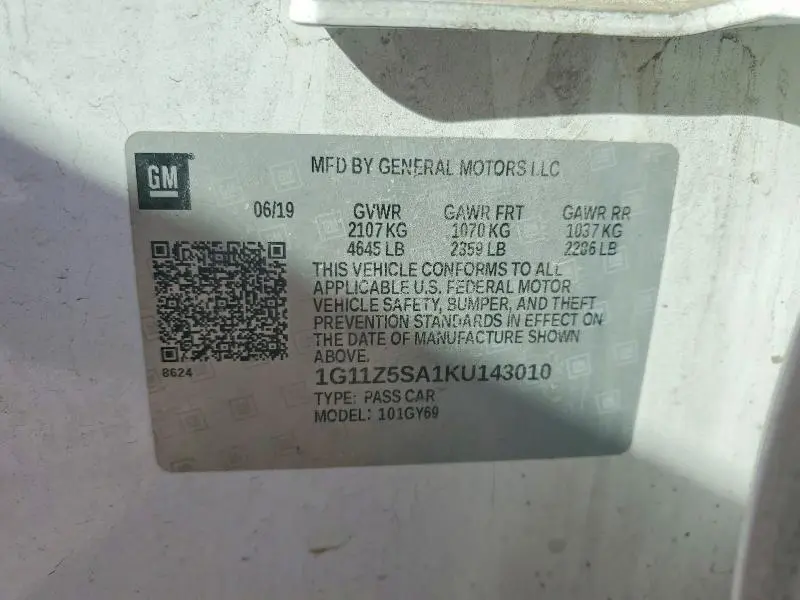 GM
MFD BY GENERAL MOTORS LLC
06/19 GVWR GAWR FRT GAWR RR
2107 KG 1070 KG 1037 KG
4645 LB 2359 LB 2286 LB
THIS VEHICLE CONFORMS TO ALL
APPLICABLE U.S. FEDERAL MOTOR
VEHICLE SAFETY, BUMPER, AND THEFT
PREVENTION STANDARDS IN EFFECT ON
THE DATE OF MANUFACTURE SHOWN
ABOVE.
8624
1G11Z5SA1KU143010
TYPE: PASS CAR
MODEL: 101GY69